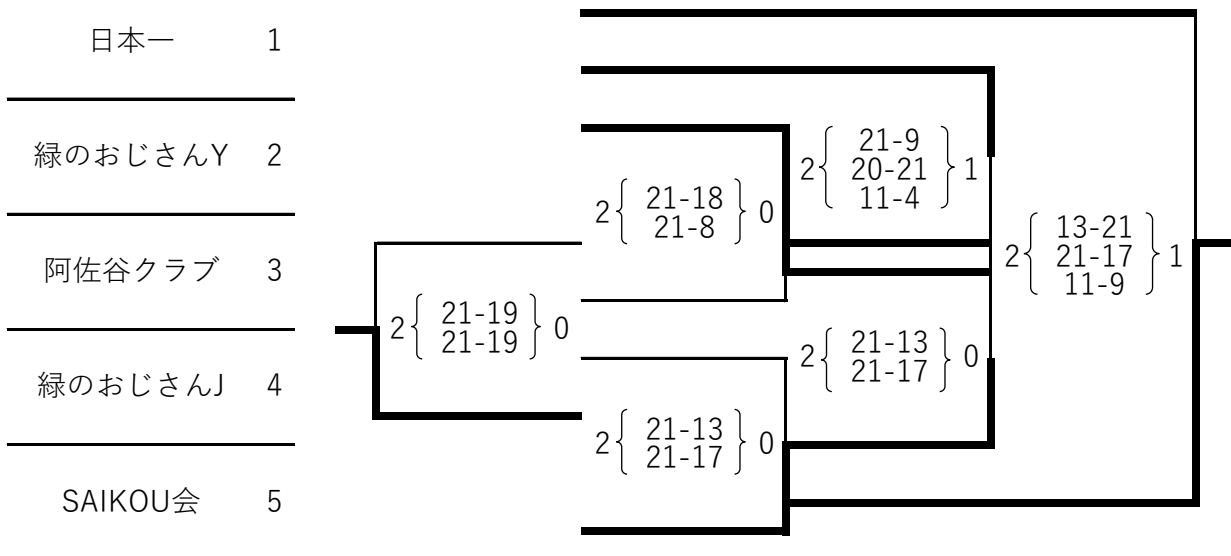 日本一 1
緑のおじさんY 2
阿佐谷クラブ 3
緑のおじさんJ 4
SAIKOU会 5
2 { 21-19 21-19 } 0
2 { 21-18 21-8 } 0
2 { 21-13 21-17 } 0
2 { 21-9 20-21 11-4 } 1
2 { 21-13 21-17 } 0
2 { 13-21 21-17 11-9 } 1